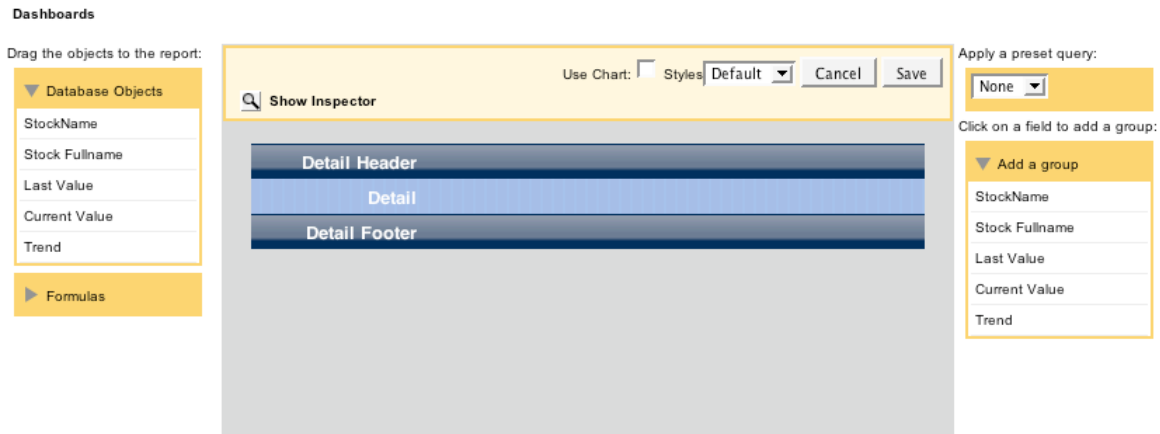 Dashboards
Drag the objects to the report:
Database Objects
StockName
Stock Fullname
Last Value
Current Value
Trend
Formulas
Use Chart: Styles Default Cancel Save
Show Inspector
Detail Header
Detail
Detail Footer
Apply a preset query:
None
Click on a field to add a group:
Add a group
StockName
Stock Fullname
Last Value
Current Value
Trend